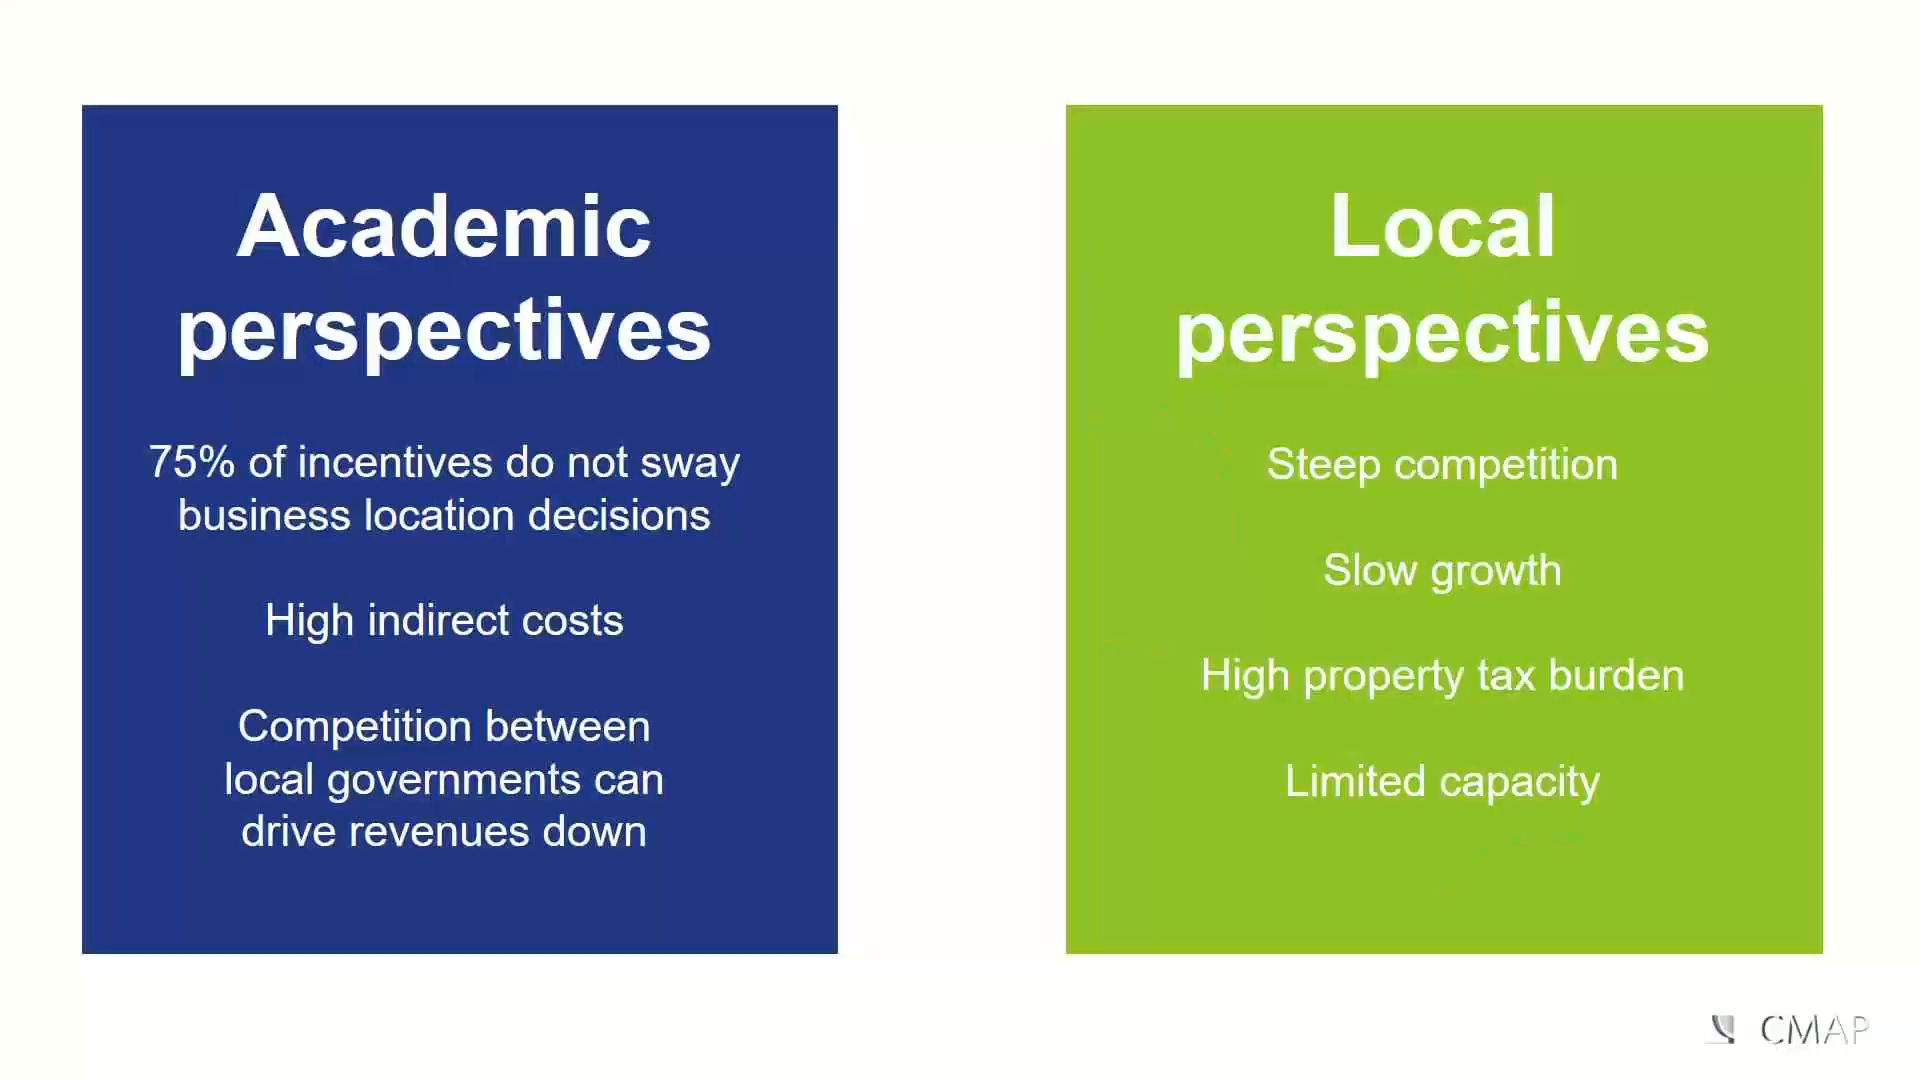 Academic
perspectives
75% of incentives do not sway
business location decisions
High indirect costs
Competition between
local governments can
drive revenues down
Local
perspectives
Steep competition
Slow growth
High property tax burden
Limited capacity
CMAP